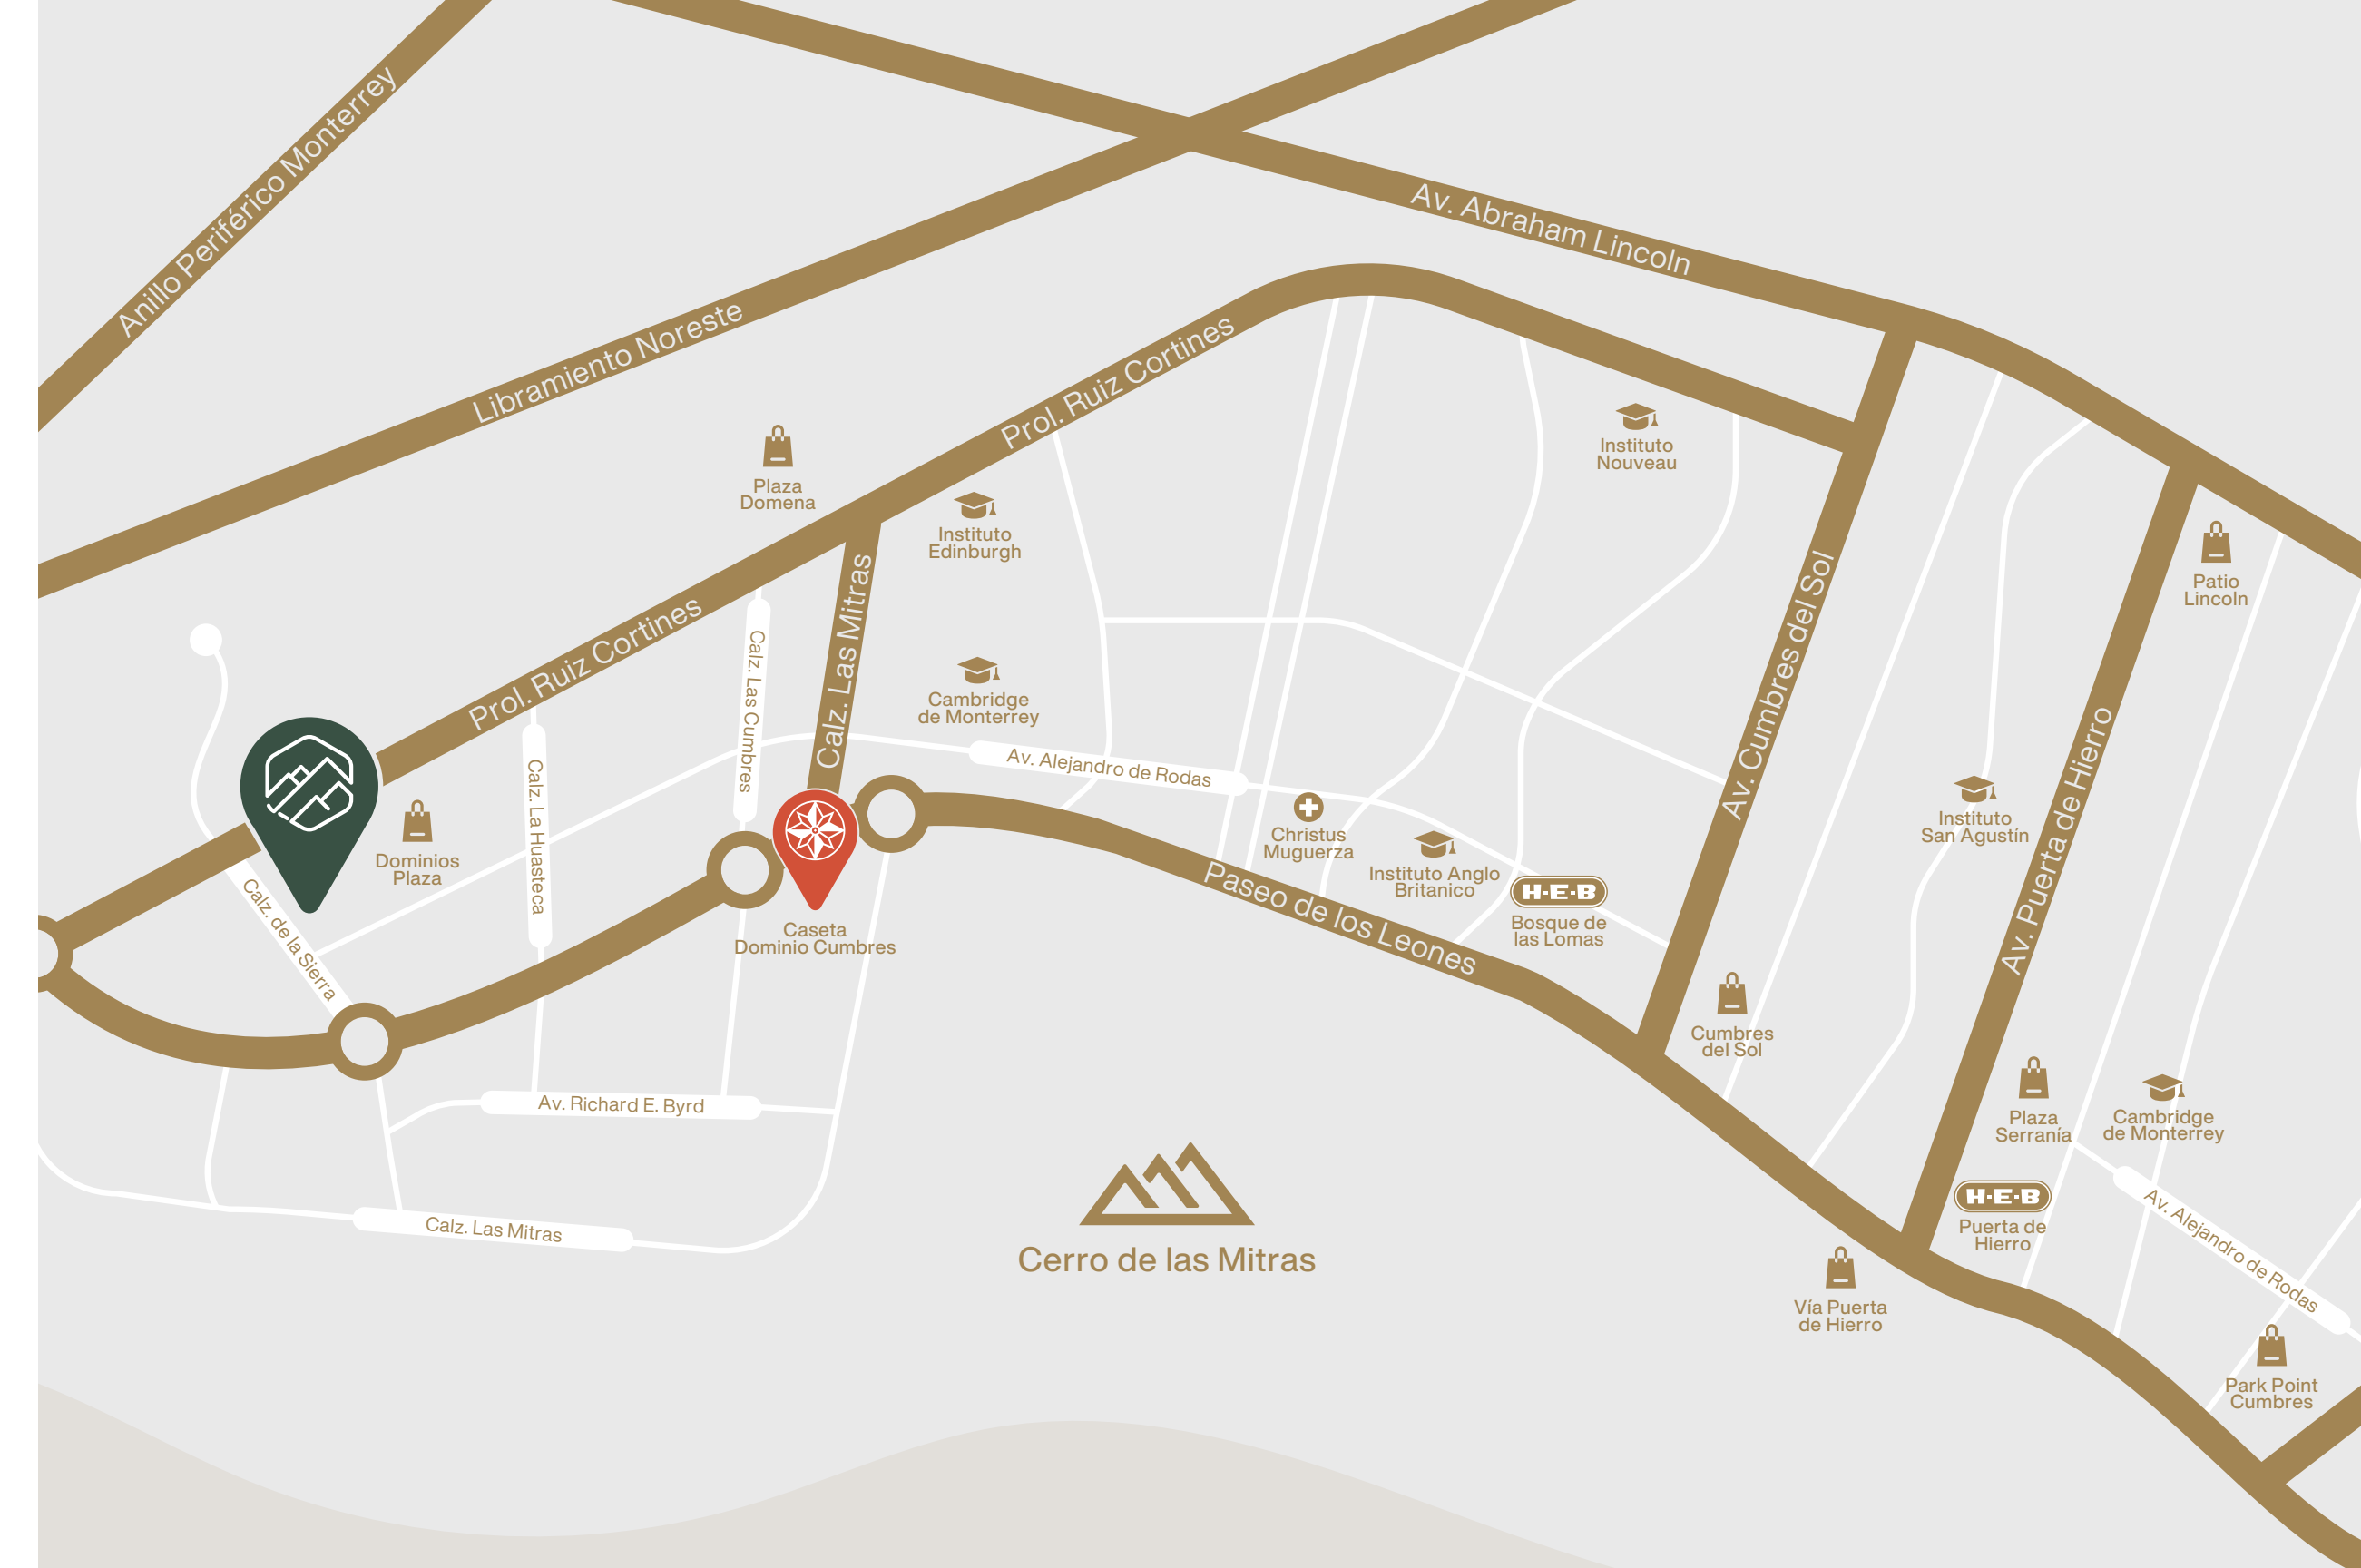 Anillo Periférico Monterrey
Av. Abraham Lincoln
Libramiento Noreste
Prol. Ruiz Cortines
Instituto
Nouveau
Plaza
Domena
Instituto
Edinburgh
Patio
Lincoln
Calz. Las Mitras
Av. Cumbres del Sol
Prol. Ruiz Cortines
Calz. Las Cumbres
Cambridge
de Monterrey
Av. Alejandro de Rodas
Av. Puerta de Hierro
Calz. La Huasteca
Dominios
Plaza
Christus
Muguerza
Instituto
San Agustín
Instituto Anglo
Britanico
H-E-B
Bosque de
las Lomas
Calz. de la Sierra
Caseta
Dominio Cumbres
Paseo de los Leones
Cumbres
del Sol
Av. Richard E. Byrd
Plaza
Serranía
Cambridge
de Monterrey
H-E-B
Puerta de
Hierro
Av. Alejandro de Rodas
Calz. Las Mitras
Cerro de las Mitras
Vía Puerta
de Hierro
Park Point
Cumbres